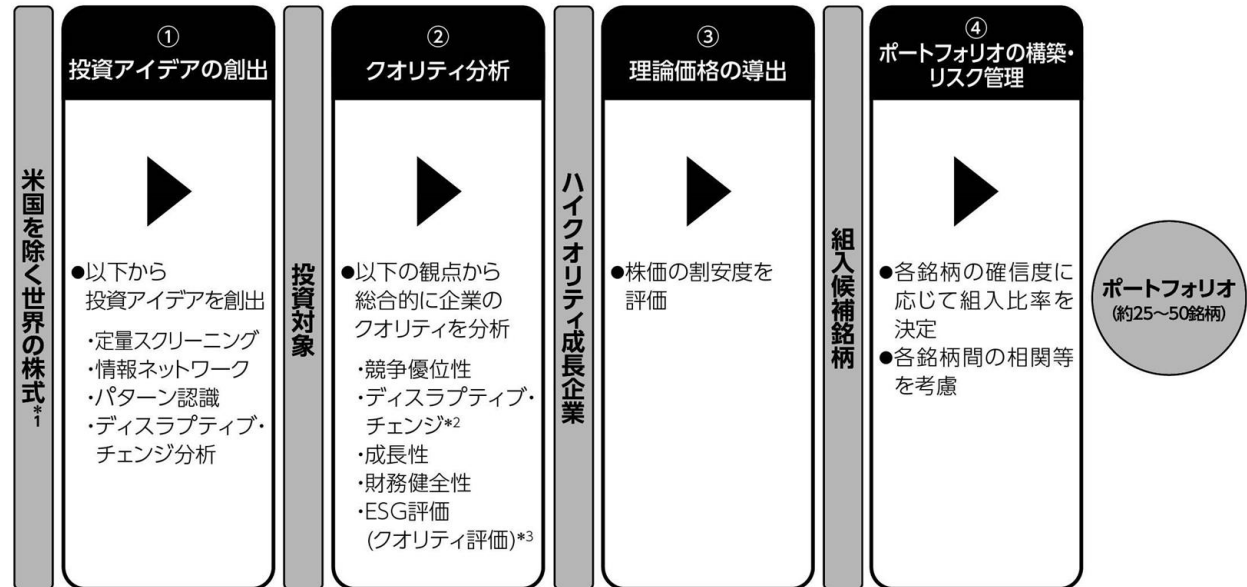 米国を除く世界の株式*1
①
投資アイデアの創出
●以下から
投資アイデアを創出
・定量スクリーニング
・情報ネットワーク
・パターン認識
・ディスラプティブ・
チェンジ分析
投資対象
②
クオリティ分析
●以下の観点から
総合的に企業の
クオリティを分析
・競争優位性
・ディスラプティブ・
チェンジ*2
・成長性
・財務健全性
・ESG評価
(クオリティ評価)*3
ハイクオリティ成長企業
③
理論価格の導出
●株価の割安度を
評価
組入候補銘柄
④
ポートフォリオの構築・
リスク管理
●各銘柄の確信度に
応じて組入比率を
決定
●各銘柄間の相関等
を考慮
ポートフォリオ
(約25〜50銘柄)